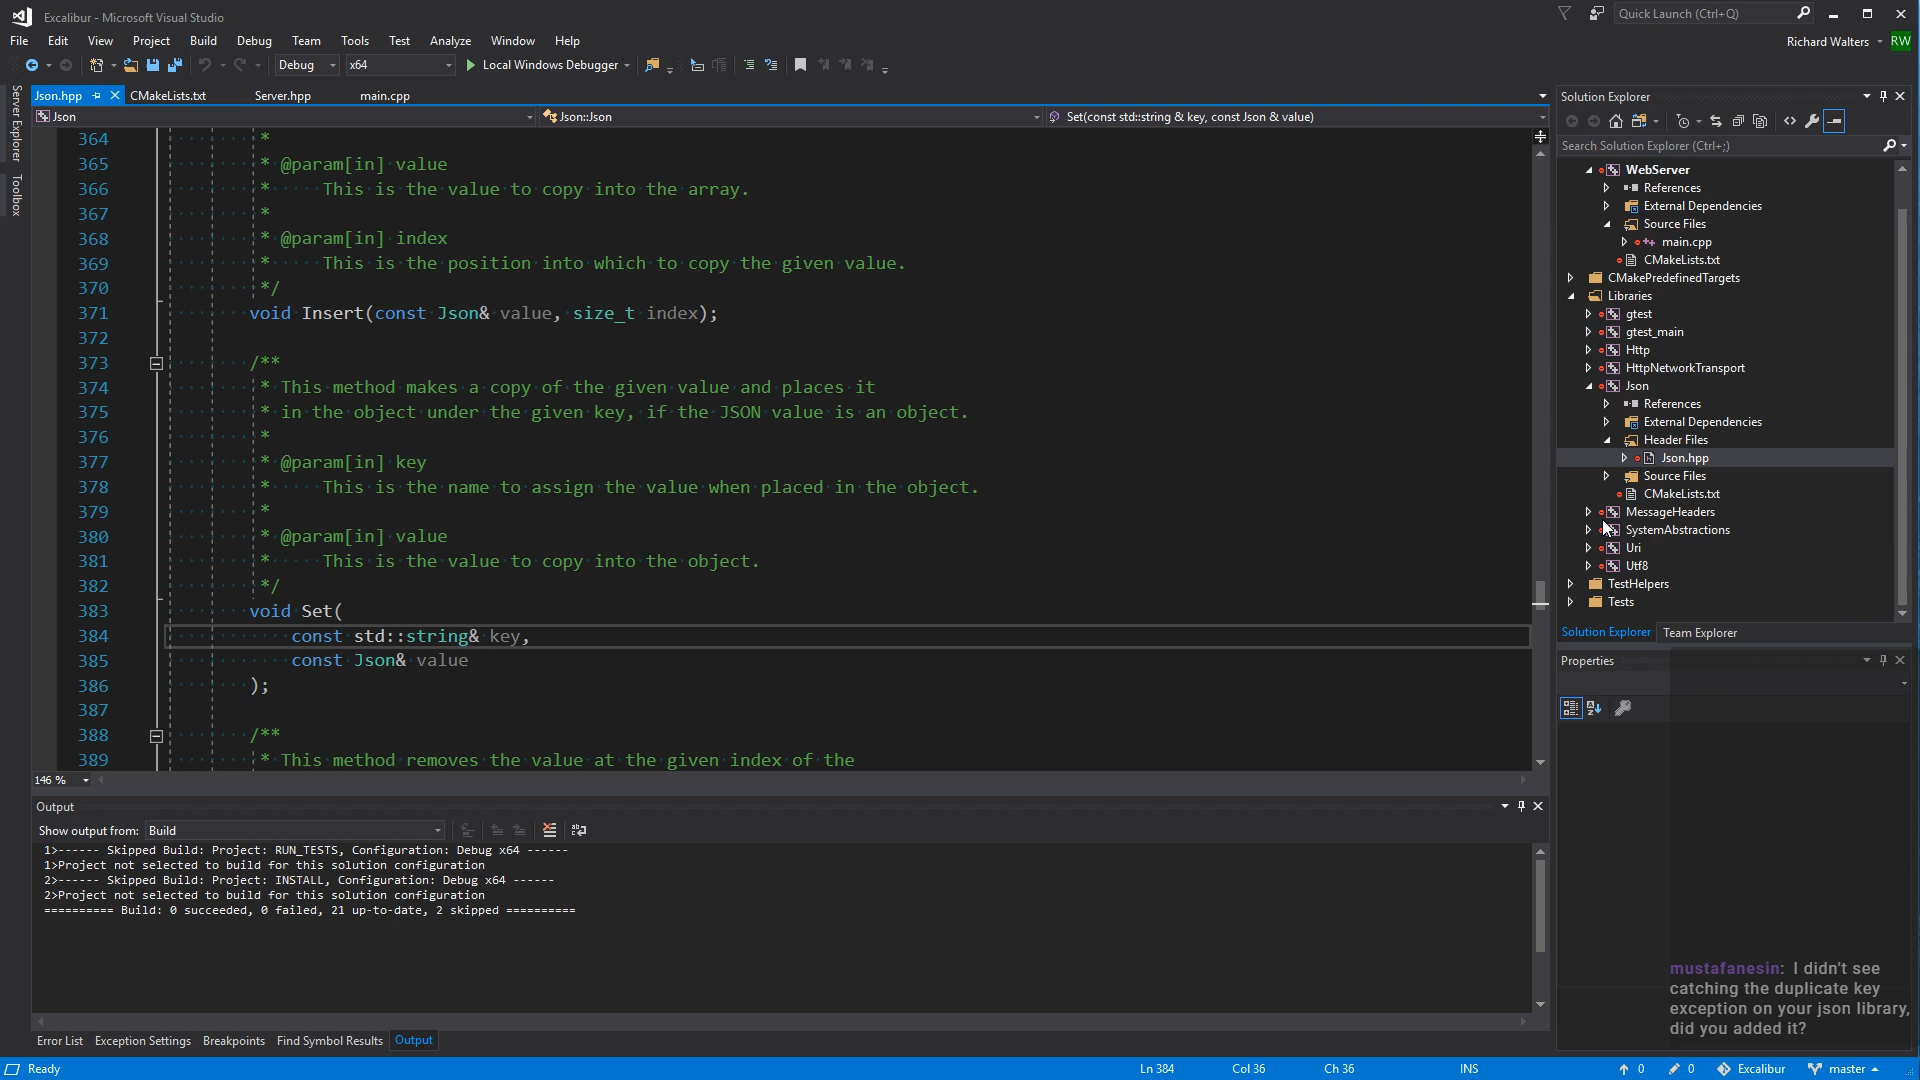 Excalibur - Microsoft Visual Studio
Quick Launch (Ctrl+Q)
File Edit View Project Build Debug Team Tools Test Analyze Window Help
Richard Walters RW
Debug x64 Local Windows Debugger
Server Explorer
Toolbox
Json.hpp CMakeLists.txt Server.hpp main.cpp
Json Json::Json Set(const std::string & key, const Json & value)
364 *
365 * @param[in] value
366 * This is the value to copy into the array.
367 *
368 * @param[in] index
369 * This is the position into which to copy the given value.
370 */
371 void Insert(const Json& value, size_t index);
372
373 /**
374 * This method makes a copy of the given value and places it
375 * in the object under the given key, if the JSON value is an object.
376 *
377 * @param[in] key
378 * This is the name to assign the value when placed in the object.
379 *
380 * @param[in] value
381 * This is the value to copy into the object.
382 */
383 void Set(
384 const std::string& key,
385 const Json& value
386 );
387
388 /**
389 * This method removes the value at the given index of the
146 %
Output
Show output from: Build
1>------ Skipped Build: Project: RUN_TESTS, Configuration: Debug x64 ------
1>Project not selected to build for this solution configuration
2>------ Skipped Build: Project: INSTALL, Configuration: Debug x64 ------
2>Project not selected to build for this solution configuration
========== Build: 0 succeeded, 0 failed, 21 up-to-date, 2 skipped ==========
Error List Exception Settings Breakpoints Find Symbol Results Output
Solution Explorer
Search Solution Explorer (Ctrl+;)
WebServer
References
External Dependencies
Source Files
main.cpp
CMakeLists.txt
CMakePredefinedTargets
Libraries
gtest
gtest_main
Http
HttpNetworkTransport
Json
References
External Dependencies
Header Files
Json.hpp
Source Files
CMakeLists.txt
MessageHeaders
SystemAbstractions
Uri
Utf8
TestHelpers
Tests
Solution Explorer Team Explorer
Properties
mustafanesin: I didn't see
catching the duplicate key
exception on your json library,
did you added it?
Ready Ln 384 Col 36 Ch 36 INS 0 0 Excalibur master